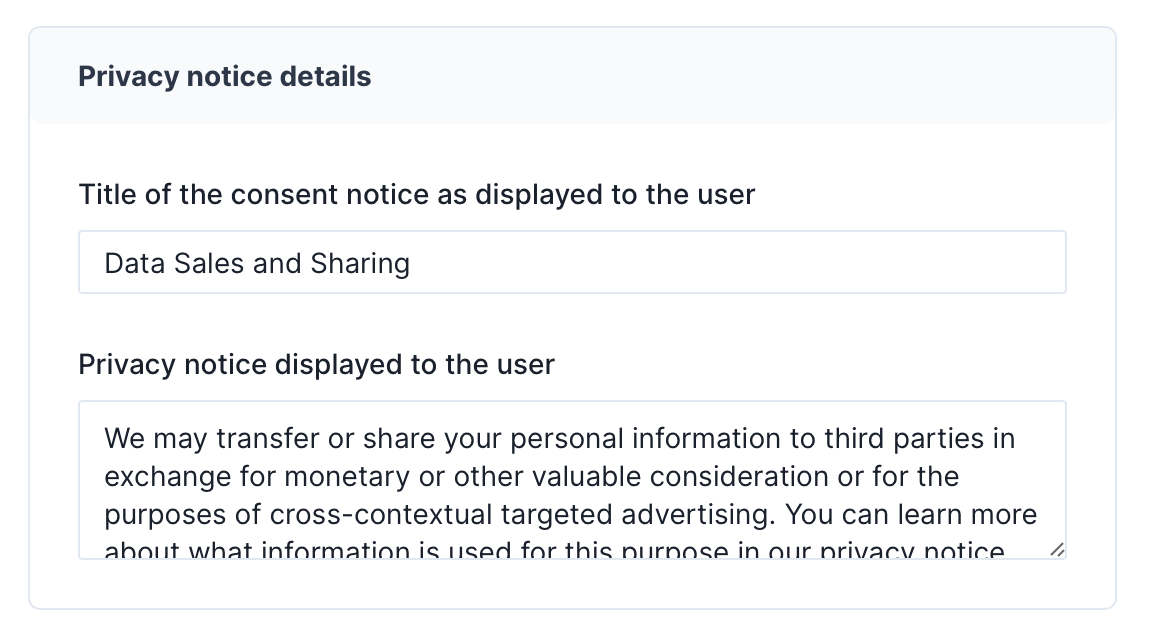 Privacy notice details
Title of the consent notice as displayed to the user
Data Sales and Sharing
Privacy notice displayed to the user
We may transfer or share your personal information to third parties in
exchange for monetary or other valuable consideration or for the
purposes of cross-contextual targeted advertising. You can learn more
about what information is used for this purpose in our privacy notice.